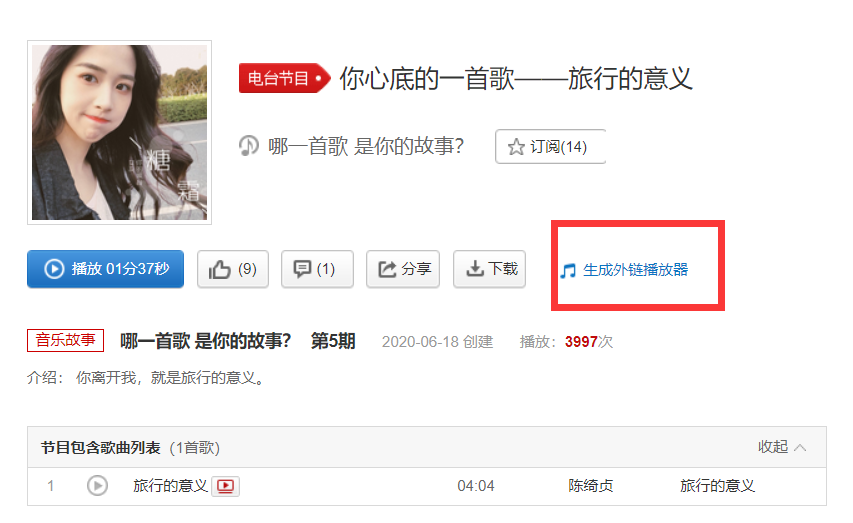 电台节目
你心底的一首歌——旅行的意义
哪一首歌 是你的故事?
订阅(14)
糖
霜
播放 01分37秒
(9)
(1)
分享
下载
生成外链播放器
音乐故事 哪一首歌 是你的故事? 第5期 2020-06-18 创建 播放：3997次
介绍： 你离开我，就是旅行的意义。
节目包含歌曲列表 (1首歌) 收起
1 旅行的意义 04:04 陈绮贞 旅行的意义